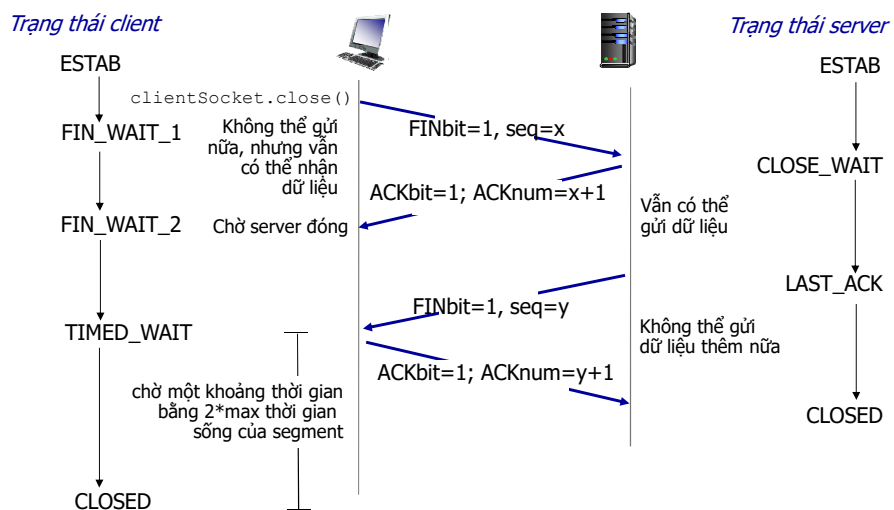 Trạng thái client
Trạng thái server
ESTAB
ESTAB
clientSocket.close()
FIN_WAIT_1
Không thể gửi
nữa, nhưng vẫn
có thể nhận
dữ liệu
FINbit=1, seq=x
CLOSE_WAIT
ACKbit=1; ACKnum=x+1
Vẫn có thể
gửi dữ liệu
FIN_WAIT_2
Chờ server đóng
LAST_ACK
FINbit=1, seq=y
TIMED_WAIT
Không thể gửi
dữ liệu thêm nữa
ACKbit=1; ACKnum=y+1
chờ một khoảng thời gian
bằng 2*max thời gian
sống của segment
CLOSED
CLOSED